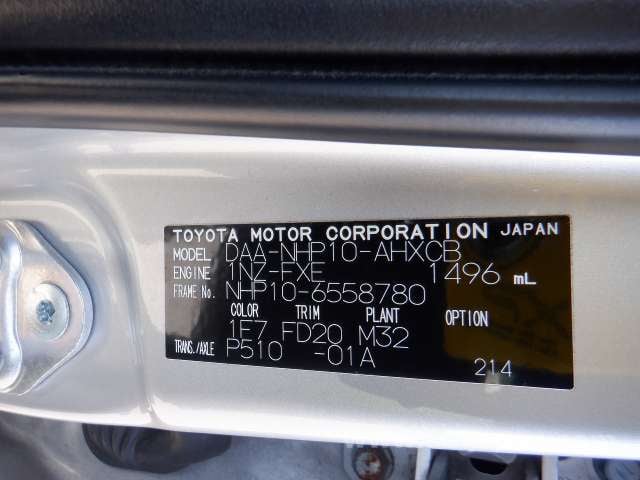 TOYOTA MOTOR CORPORATION JAPAN
MODEL DAA-NHP10-AHXCB
ENGINE 1NZ-FXE 1496 mL
FRAME No. NHP10-6558780
COLOR TRIM PLANT OPTION
1F7 FD20 M32
TRANS./AXLE P510 -01A
214